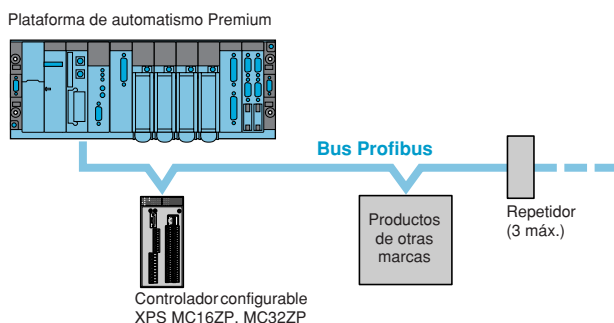 Plataforma de automatismo Premium
Bus Profibus
Productos
de otras
marcas
Repetidor
(3 máx.)
Controlador configurable
XPS MC16ZP, MC32ZP